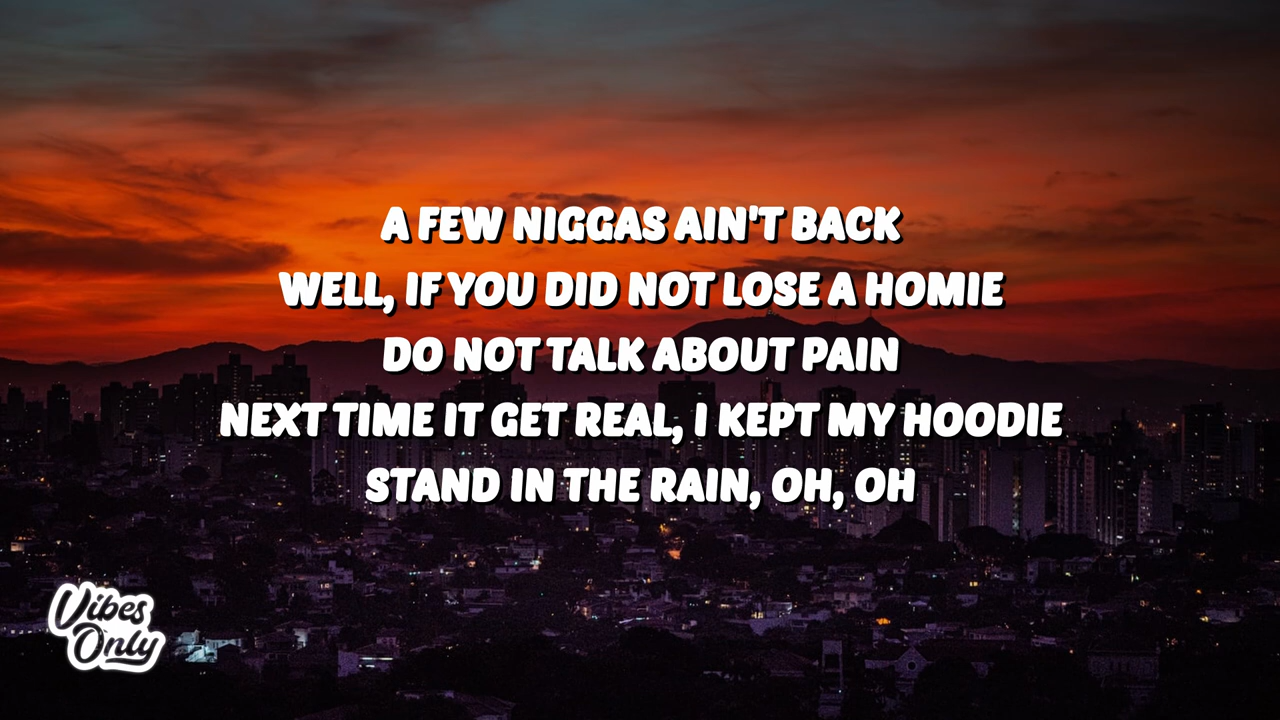 A FEW NIGGAS AIN'T BACK
WELL, IF YOU DID NOT LOSE A HOMIE
DO NOT TALK ABOUT PAIN
NEXT TIME IT GET REAL, I KEPT MY HOODIE
STAND IN THE RAIN, OH, OH
Vibes
Only